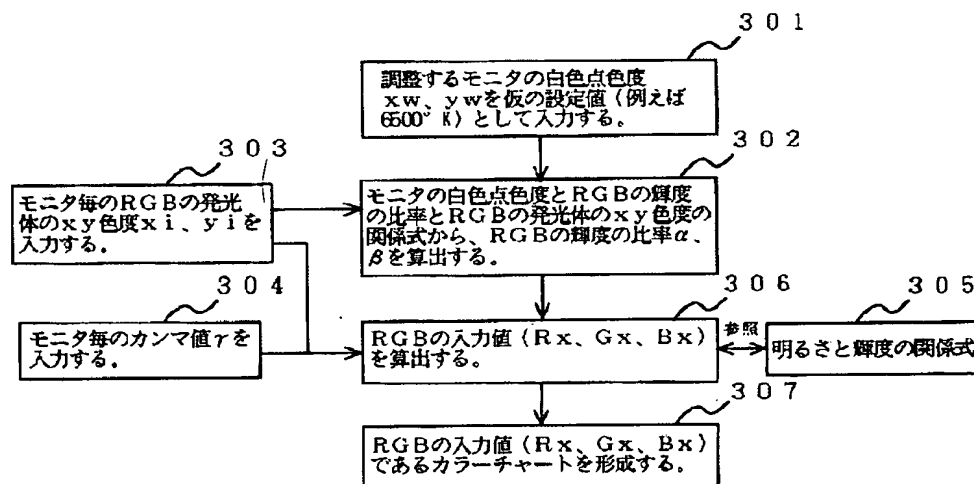 301
調整するモニタの白色点色度
xw、ywを仮の設定値(例えば
6500°K)として入力する。
302
モニタの白色点色度とRGBの輝度
の比率とRGBの発光体のxy色度の
関係式から、RGBの輝度の比率α、
βを算出する。
303
モニタ毎のRGBの発光
体のxy色度xi、yiを
入力する。
304
モニタ毎のカンマ値γを
入力する。
306
RGBの入力値(Rx、Gx、Bx)
を算出する。
参照
305
明るさと輝度の関係式
307
RGBの入力値(Rx、Gx、Bx)
であるカラーチャートを形成する。